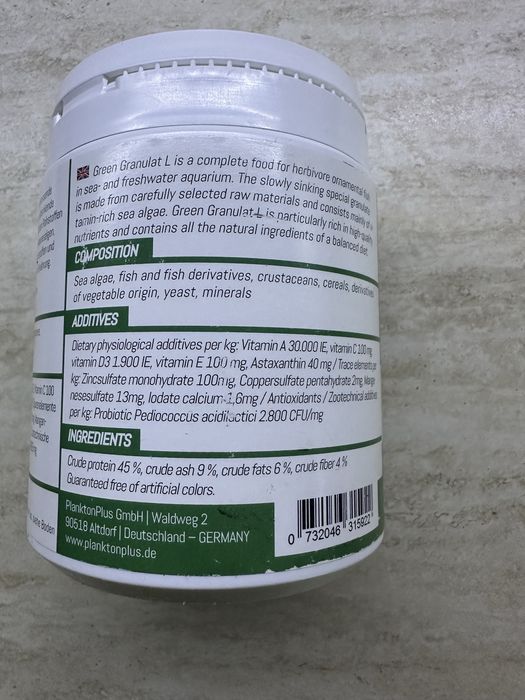 Green Granulat L is a complete food for herbivore ornamental fish
in sea- and freshwater aquarium. The slowly sinking special granulate
is made from carefully selected raw materials and consists mainly of
tamin-rich sea algae. Green Granulat L is particularly rich in high-quality
nutrients and contains all the natural ingredients of a balanced diet.
COMPOSITION
Sea algae, fish and fish derivatives, crustaceans, cereals, derivatives
of vegetable origin, yeast, minerals
ADDITIVES
Dietary physiological additives per kg: Vitamin A 30.000 IE, vitamin C 100 mg,
vitamin D3 1.900 IE, vitamin E 100 mg, Astaxanthin 40 mg / Trace elements per
kg: Zincsulfate monohydrate 100mg, Coppersulfate pentahydrate 2mg, Manga-
nesesulfate 13mg, Iodate calcium 1,6mg / Antioxidants / Zootechnical additives
per kg: Probiotic Pediococcus acidilactici 2.800 CFU/mg
INGREDIENTS
Crude protein 45 %, crude ash 9 %, crude fats 6 %, crude fiber 4 %
Guaranteed free of artificial colors.
PlanktonPlus GmbH | Waldweg 2
90518 Altdorf | Deutschland – GERMANY
www.planktonplus.de
0 732046 315922